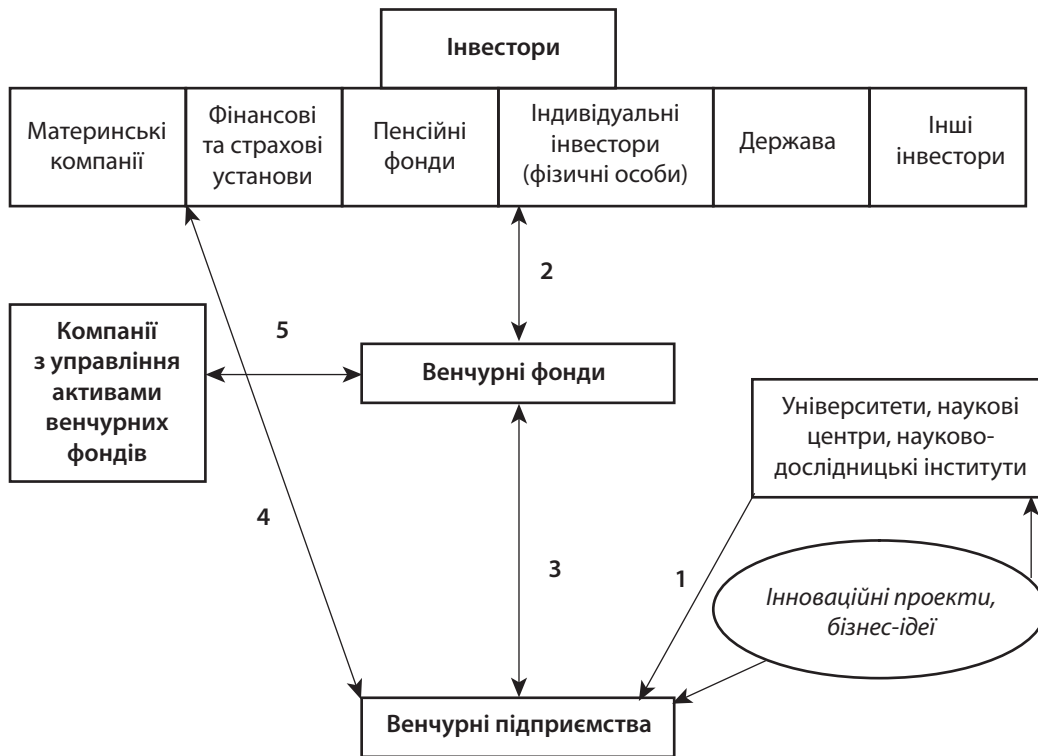 Інвестори
Материнські
компанії
Фінансові
та страхові
установи
Пенсійні
фонди
Індивідуальні
інвестори
(фізичні особи)
Держава
Інші
інвестори
2
Компанії
з управління
активами
венчурних
фондів
5
Венчурні фонди
Університети, наукові
центри, науково-
дослідницькі інститути
4
3
1
Інноваційні проекти,
бізнес-ідеї
Венчурні підприємства